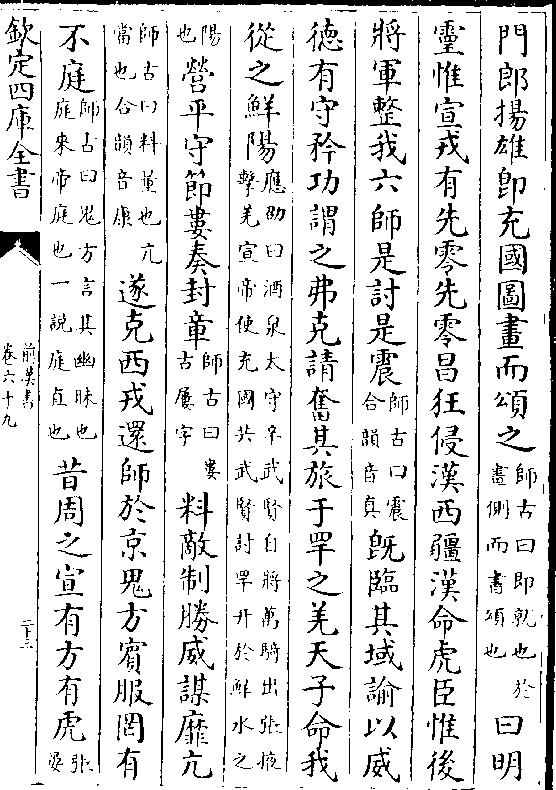 門郎揚雄即充國圖畫而頌之師古曰即就也於畫側而書頌也曰明
靈惟宣戎有先零先零昌狂侵漢西疆漢命虎臣惟後
將軍整我六師是討是震師古曰震合韻音真旣臨其域諭以威
徳有守矜功謂之弗克請奮其旅于䍐之羌天子命我
從之鮮陽應劭曰酒泉太守辛武賢自將萬騎出張掖擊羌宣帝使充國共武賢討䍐幵於鮮水之
陽也營平守節婁奏封章師古曰婁古屢字料敵制勝威謀靡亢
師古曰料量也亢當也合韻音康遂克西戎還師於京鬼方賓服罔有
不庭師古曰鬼方言其幽昧也庭來帝庭也一說庭直也昔周之宣有方有虎張晏
欽定四庫全書
前漢書
卷六十九
二十三